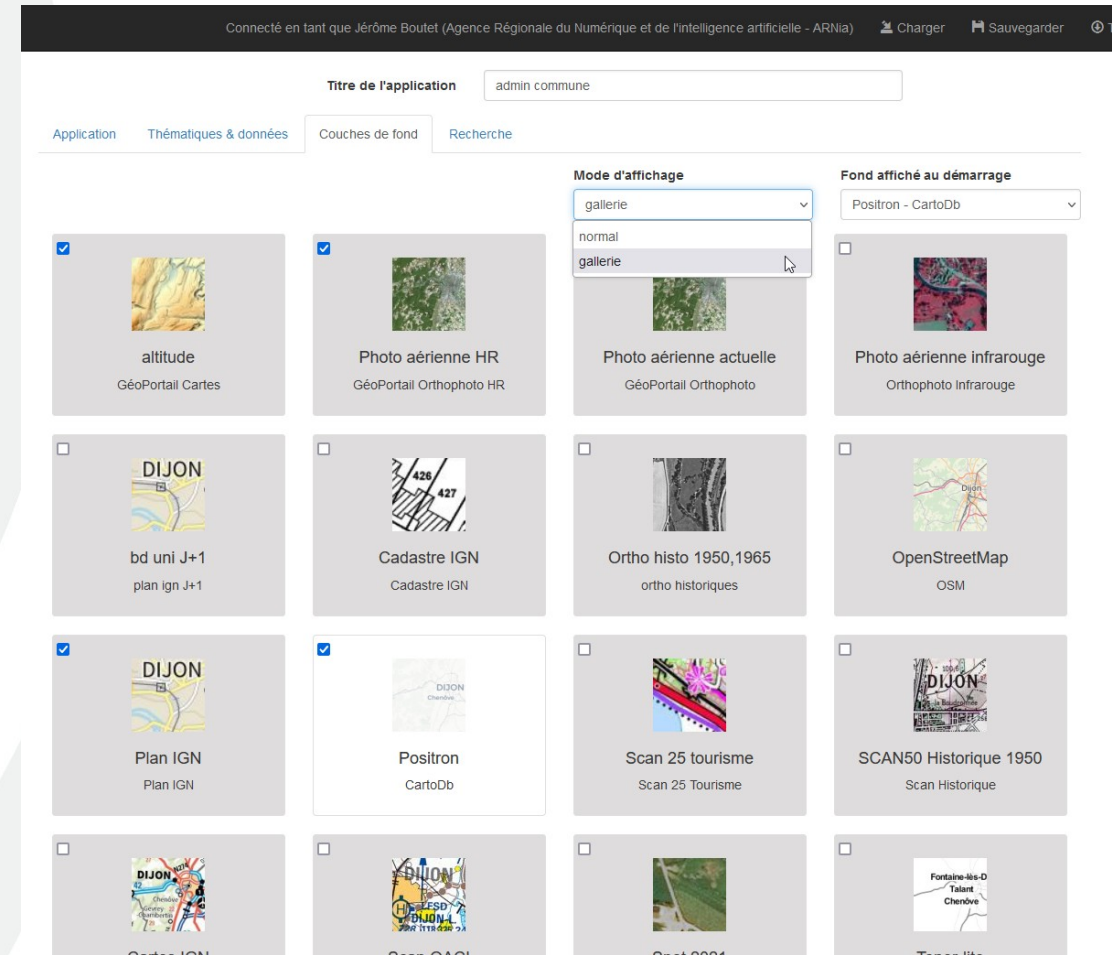 Connecté en tant que Jérôme Boutet (Agence Régionale du Numérique et de l'intelligence artificielle - ARNia) Charger Sauvegarder
Titre de l'application admin commune
Application Thématiques & données Couches de fond Recherche
Mode d'affichage Fond affiché au démarrage
gallerie Positron - CartoDb
normal
gallerie
altitude Photo aérienne HR Photo aérienne actuelle Photo aérienne infrarouge
GéoPortail Cartes GéoPortail Orthophoto HR GéoPortail Orthophoto Orthophoto Infrarouge
DIJON 426 427 Dijon
bd uni J+1 Cadastre IGN Ortho histo 1950,1965 OpenStreetMap
plan ign J+1 Cadastre IGN ortho historiques OSM
DIJON DIJON Chenôve DIJON
Plan IGN Positron Scan 25 tourisme SCAN50 Historique 1950
Plan IGN CartoDb Scan 25 Tourisme Scan Historique
DIJON DIJON Fontaine-lès-D
Chenôve Talant
Gevrey Chenôve
Chambertin DIJON-L.